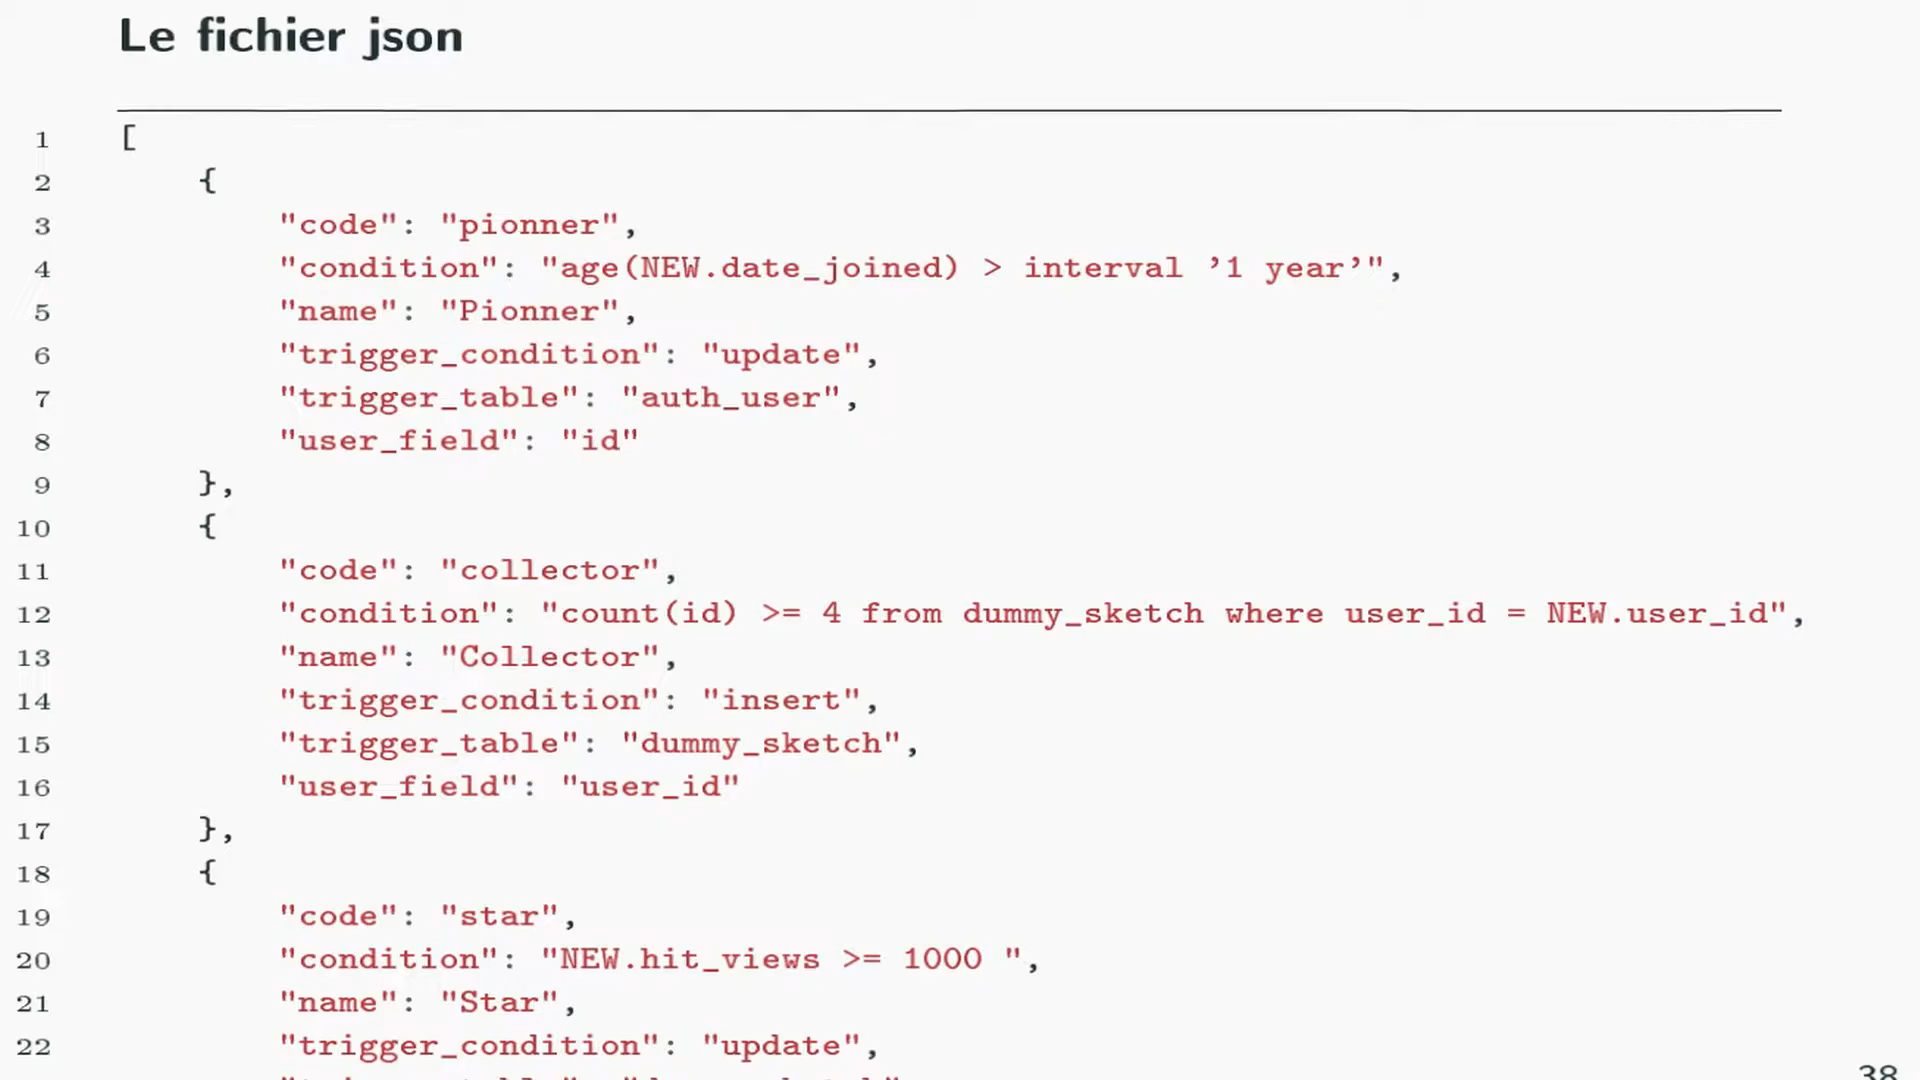 Le fichier json
1 [
2 {
3 "code": "pionner",
4 "condition": "age(NEW.date_joined) > interval ’1 year’",
5 "name": "Pionner",
6 "trigger_condition": "update",
7 "trigger_table": "auth_user",
8 "user_field": "id"
9 },
10 {
11 "code": "collector",
12 "condition": "count(id) >= 4 from dummy_sketch where user_id = NEW.user_id",
13 "name": "Collector",
14 "trigger_condition": "insert",
15 "trigger_table": "dummy_sketch",
16 "user_field": "user_id"
17 },
18 {
19 "code": "star",
20 "condition": "NEW.hit_views >= 1000 ",
21 "name": "Star",
22 "trigger_condition": "update",
38